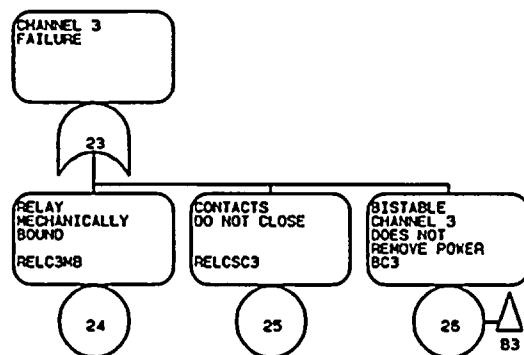 CHANNEL 3
FAILURE
23
RELAY
MECHANICALLY
BOUND
RELC3MB
CONTACTS
DO NOT CLOSE
RELCSC3
BISTABLE
CHANNEL 3
DOES NOT
REMOVE POWER
BC3
24
25
26
B3